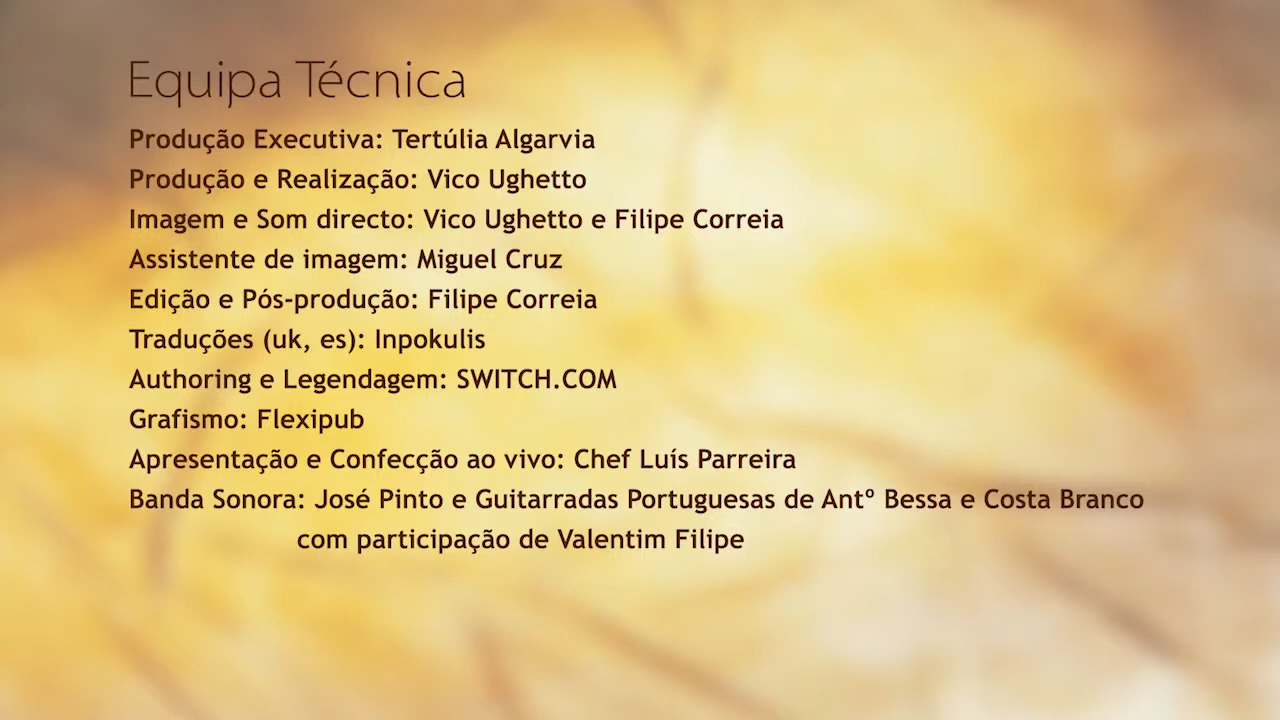 Equipa Técnica
Produção Executiva: Tertúlia Algarvia
Produção e Realização: Vico Ughetto
Imagem e Som directo: Vico Ughetto e Filipe Correia
Assistente de imagem: Miguel Cruz
Edição e Pós-produção: Filipe Correia
Traduções (uk, es): Inpokulis
Authoring e Legendagem: SWITCH.COM
Grafismo: Flexipub
Apresentação e Confecção ao vivo: Chef Luís Parreira
Banda Sonora: José Pinto e Guitarradas Portuguesas de Antº Bessa e Costa Branco
com participação de Valentim Filipe